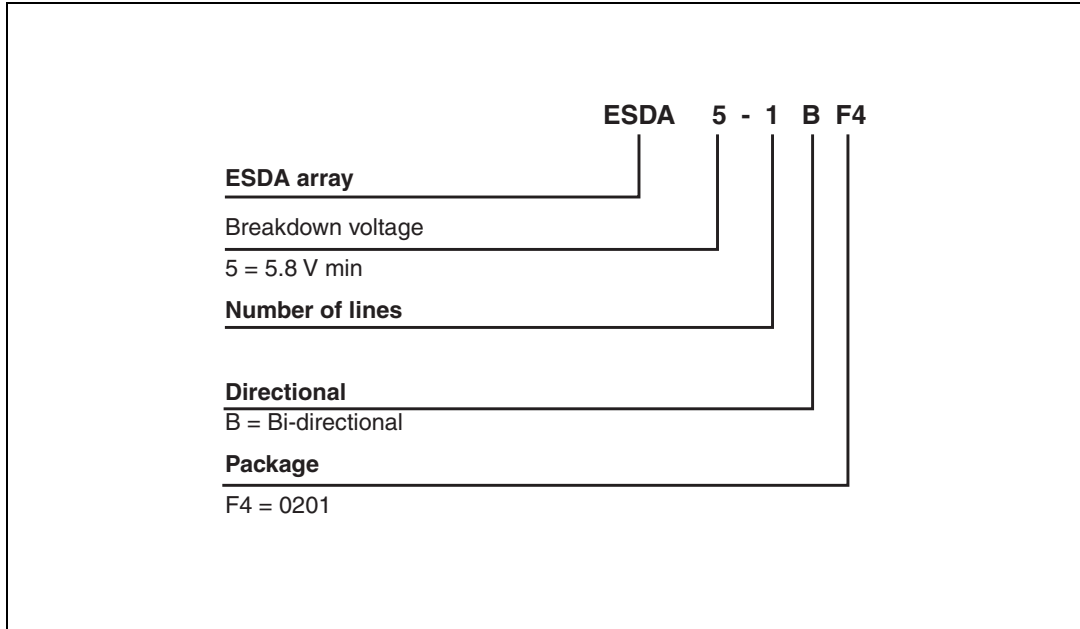 ESDA 5 - 1 B F4
ESDA array
Breakdown voltage
5 = 5.8 V min
Number of lines
Directional
B = Bi-directional
Package
F4 = 0201